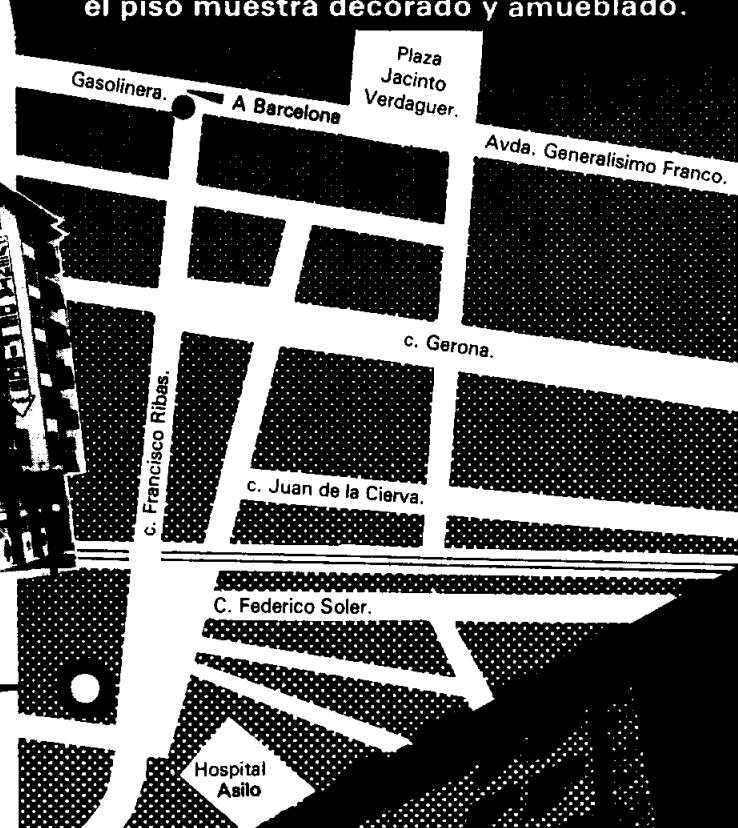 el piso muestra decorado y amueblado.
Plaza
Jacinto
Verdaguer.
Gasolinera.
A Barcelona
Avda. Generalisimo Franco.
c. Gerona.
c. Francisco Ribas.
c. Juan de la Cierva.
C. Federico Soler.
Hospital
Asilo